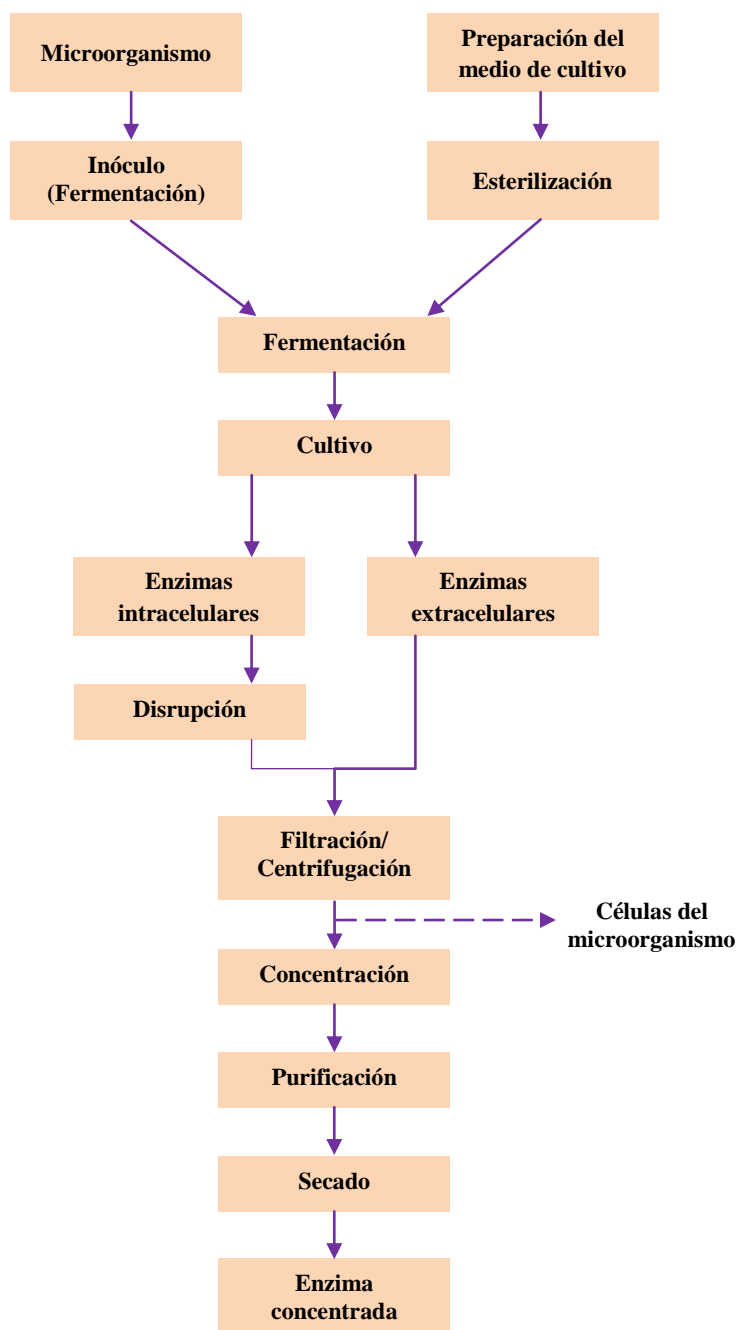 Microorganismo
Preparación del
medio de cultivo
Inóculo
(Fermentación)
Esterilización
Fermentación
Cultivo
Enzimas
intracelulares
Enzimas
extracelulares
Disrupción
Filtración/
Centrifugación
Células del
microorganismo
Concentración
Purificación
Secado
Enzima
concentrada